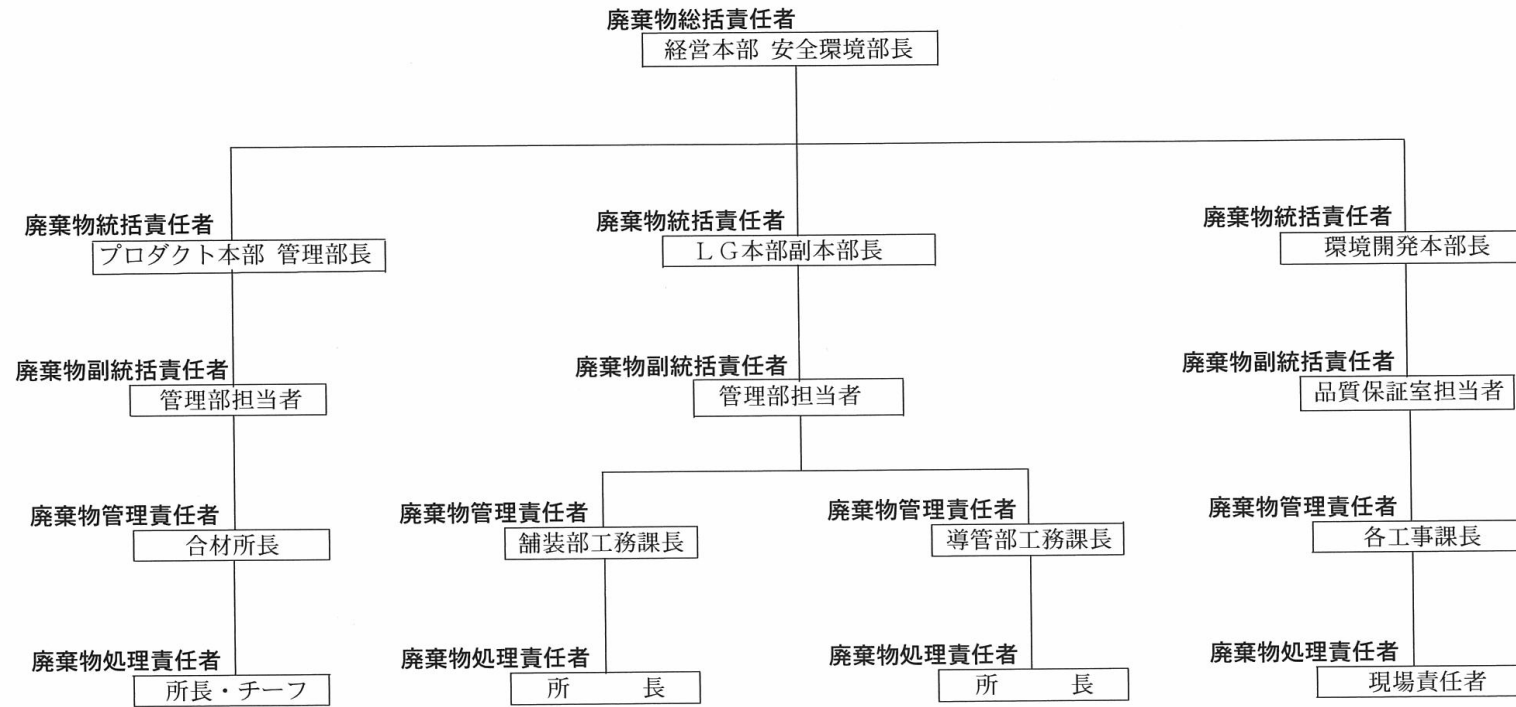 廃棄物総括責任者
経営本部 安全環境部長
廃棄物統括責任者
プロダクト本部 管理部長
廃棄物統括責任者
ＬＧ本部副本部長
廃棄物統括責任者
環境開発本部長
廃棄物副統括責任者
管理部担当者
廃棄物副統括責任者
管理部担当者
廃棄物副統括責任者
品質保証室担当者
廃棄物管理責任者
合材所長
廃棄物管理責任者
舗装部工務課長
廃棄物管理責任者
導管部工務課長
廃棄物管理責任者
各工事課長
廃棄物処理責任者
所長・チーフ
廃棄物処理責任者
所　　長
廃棄物処理責任者
所　　長
廃棄物処理責任者
現場責任者